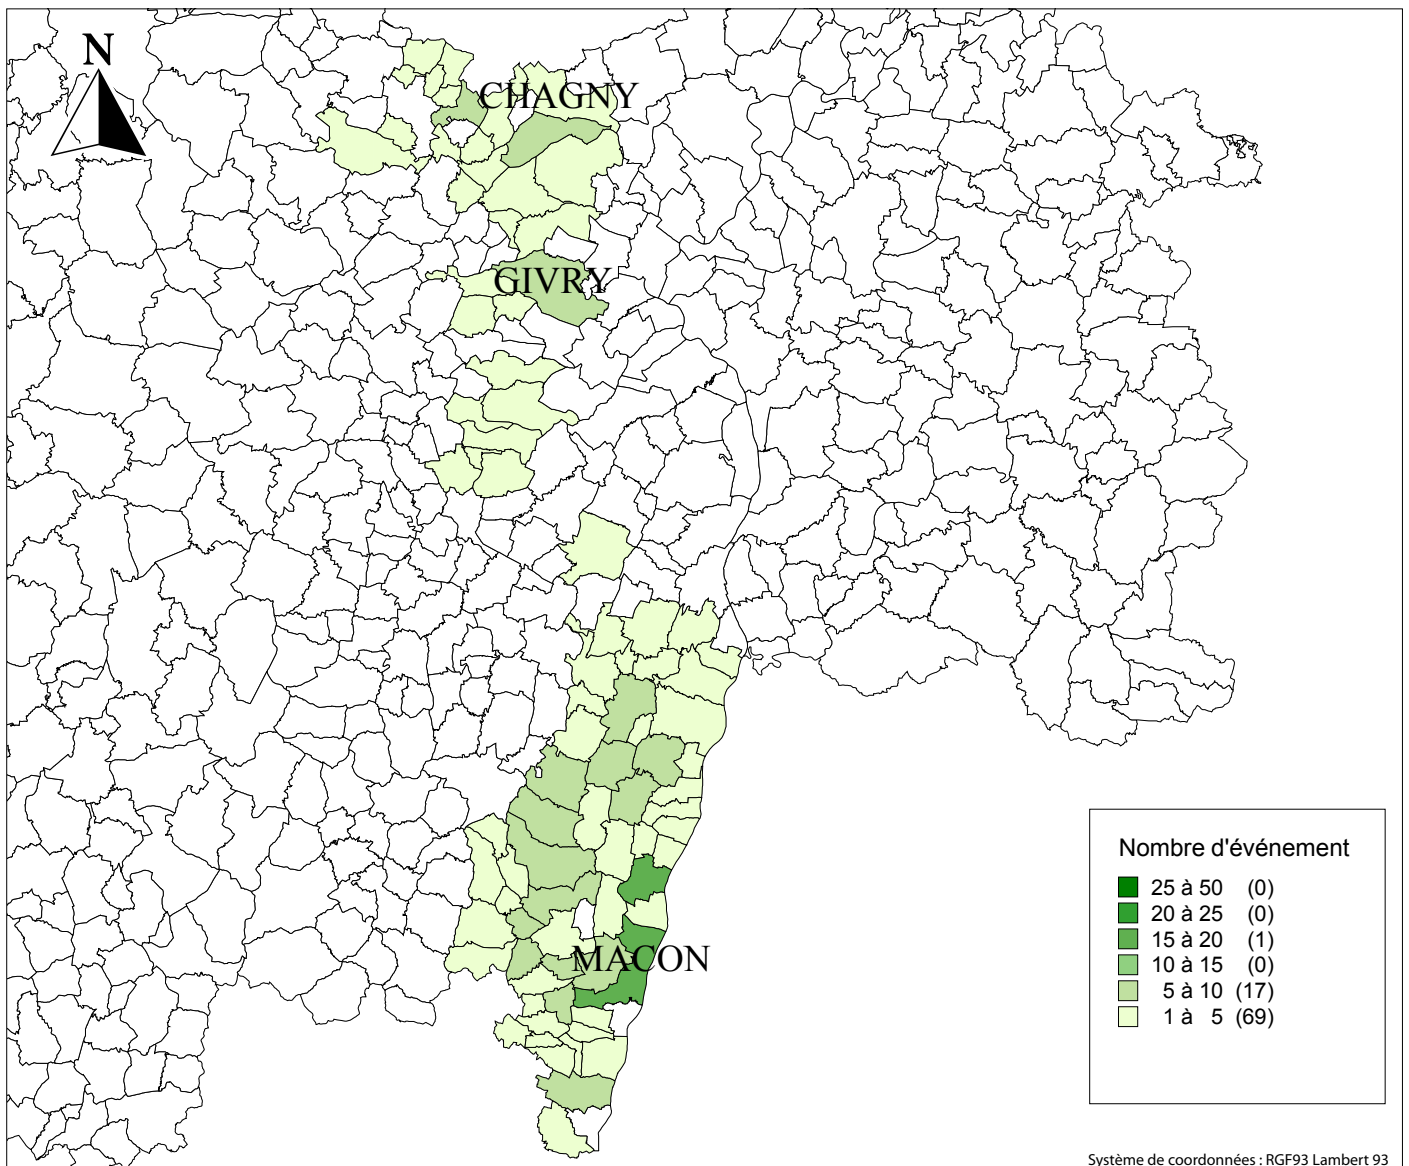 N
CHAGNY
GIVRY
MACON
Nombre d'événement
25 à 50 (0)
20 à 25 (0)
15 à 20 (1)
10 à 15 (0)
5 à 10 (17)
1 à 5 (69)
Système de coordonnées : RGF93 Lambert 93